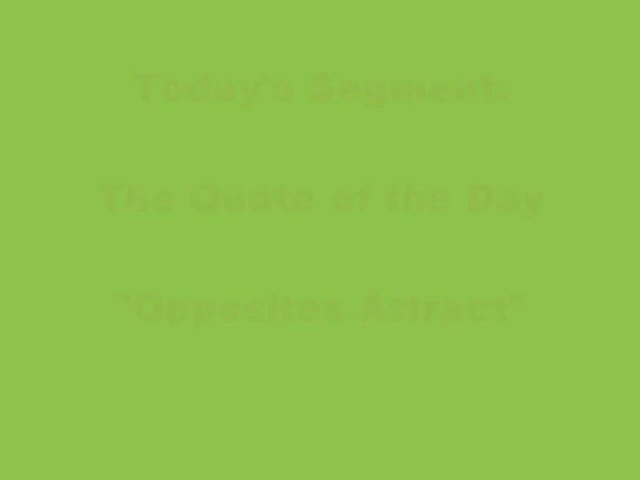 Today's Segment:
The Quote of the Day
"Opposites Attract"